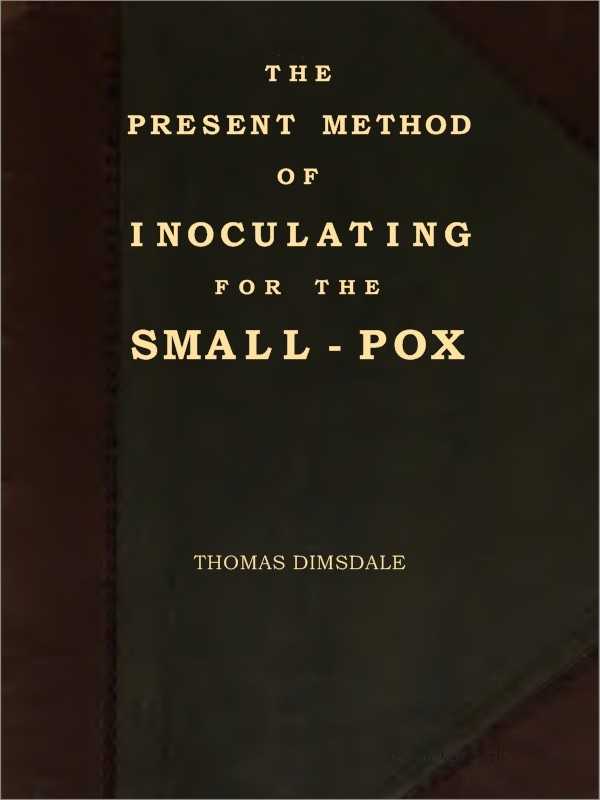 THE
PRESENT METHOD
OF
INOCULATING
FOR THE
SMALL-POX
THOMAS DIMSDALE